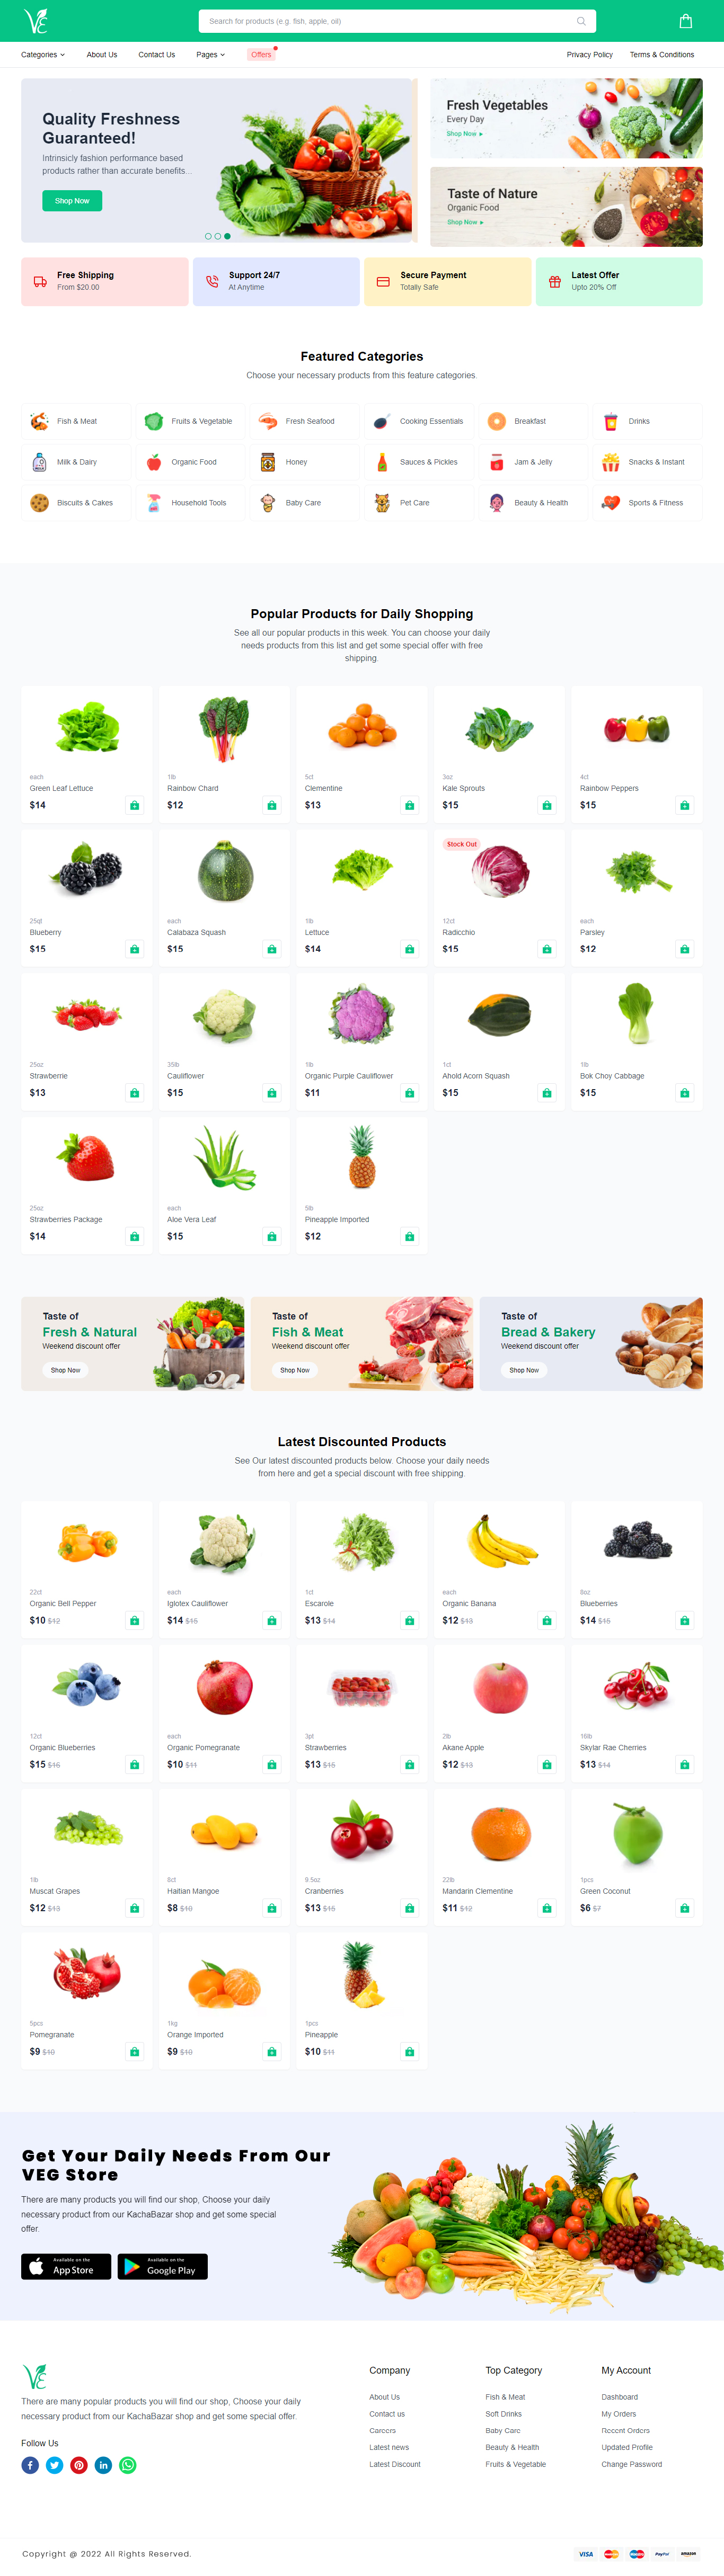 VE
Search for products (e.g. fish, apple, oil)
Categories
About Us
Contact Us
Pages
Offers
Privacy Policy
Terms & Conditions
Quality Freshness
Guaranteed!
Intrinsicly fashion performance based
products rather than accurate benefits...
Shop Now
Fresh Vegetables
Every Day
Shop Now
Taste of Nature
Organic Food
Shop Now
Free Shipping
From $20.00
Support 24/7
At Anytime
Secure Payment
Totally Safe
Latest Offer
Upto 20% Off
Featured Categories
Choose your necessary products from this feature categories.
Fish & Meat
Fruits & Vegetable
Fresh Seafood
Cooking Essentials
Breakfast
Drinks
Milk & Dairy
Organic Food
Honey
Sauces & Pickles
Jam & Jelly
Snacks & Instant
Biscuits & Cakes
Household Tools
Baby Care
Pet Care
Beauty & Health
Sports & Fitness
Popular Products for Daily Shopping
See all our popular products in this week. You can choose your daily
needs products from this list and get some special offer with free
shipping.
each
Green Leaf Lettuce
$14
1lb
Rainbow Chard
$12
5ct
Clementine
$13
3oz
Kale Sprouts
$15
4ct
Rainbow Peppers
$15
25qt
Blueberry
$15
each
Calabaza Squash
$15
1lb
Lettuce
$14
Stock Out
12ct
Radicchio
$15
each
Parsley
$12
25oz
Strawberrie
$13
35lb
Cauliflower
$15
1lb
Organic Purple Cauliflower
$11
1ct
Ahold Acorn Squash
$15
1lb
Bok Choy Cabbage
$15
25oz
Strawberries Package
$14
each
Aloe Vera Leaf
$15
5lb
Pineapple Imported
$12
Taste of
Fresh & Natural
Weekend discount offer
Shop Now
Taste of
Fish & Meat
Weekend discount offer
Shop Now
Taste of
Bread & Bakery
Weekend discount offer
Shop Now
Latest Discounted Products
See Our latest discounted products below. Choose your daily needs
from here and get a special discount with free shipping.
22ct
Organic Bell Pepper
$10 $12
each
Iglotex Cauliflower
$14 $15
1ct
Escarole
$13 $14
each
Organic Banana
$12 $13
8oz
Blueberries
$14 $15
12ct
Organic Blueberries
$15 $16
each
Organic Pomegranate
$10 $11
3pt
Strawberries
$13 $15
2lb
Akane Apple
$12 $13
16lb
Skylar Rae Cherries
$13 $14
1lb
Muscat Grapes
$12 $13
8ct
Haitian Mangoe
$8 $10
9.5oz
Cranberries
$13 $15
22lb
Mandarin Clementine
$11 $12
1pcs
Green Coconut
$6 $7
5pcs
Pomegranate
$9 $10
1kg
Orange Imported
$9 $10
1pcs
Pineapple
$10 $11
Get Your Daily Needs From Our
VEG Store
There are many products you will find our shop, Choose your daily
necessary product from our KachaBazar shop and get some special
offer.
Available on the
App Store
Available on the
Google Play
VE
There are many popular products you will find our shop, Choose your daily
necessary product from our KachaBazar shop and get some special offer.
Follow Us
Company
About Us
Contact us
Careers
Latest news
Latest Discount
Top Category
Fish & Meat
Soft Drinks
Baby Care
Beauty & Health
Fruits & Vegetable
My Account
Dashboard
My Orders
Recent Orders
Updated Profile
Change Password
Copyright @ 2022 All Rights Reserved.
VISA
PayPal
amazon